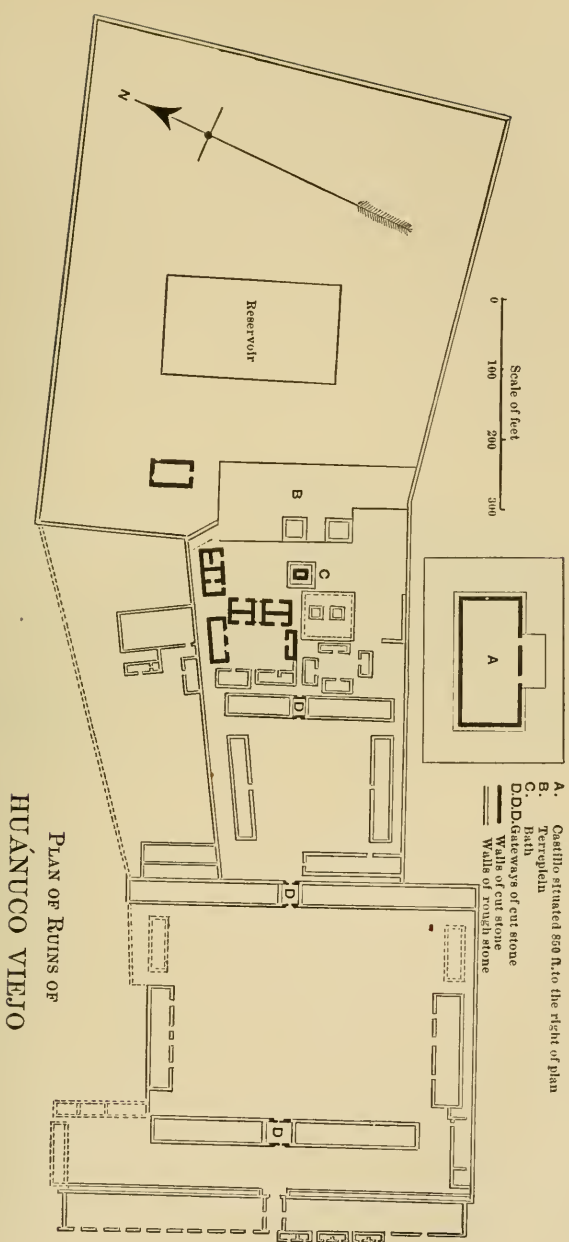 N
Reservoir
Scale of feet
0 100 200 300
A
B
C
D
D
D
A. Castillo situated 850 ft. to the right of plan
B. Terreplein
C. Bath
D.D.D. Gateways of cut stone
Walls of cut stone
Walls of rough stone
PLAN OF RUINS OF
HUÁNUCO VIEJO